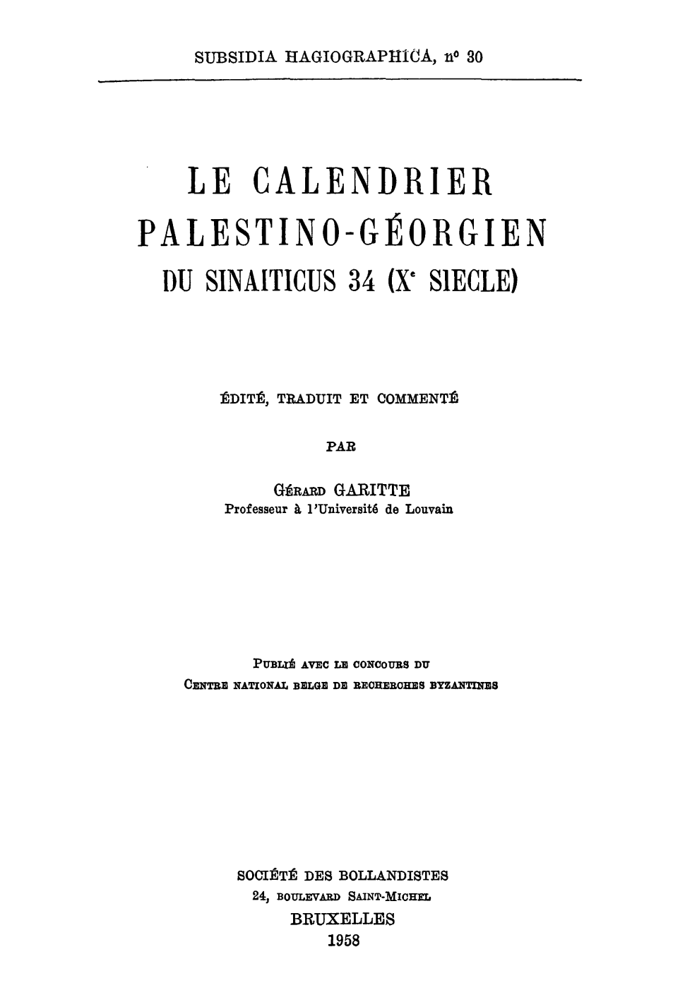 SUBSIDIA HAGIOGRAPHICA, nº 30
LE CALENDRIER
PALESTINO-GÉORGIEN
DU SINAITICUS 34 (Xe SIECLE)
ÉDITÉ, TRADUIT ET COMMENTÉ
PAR
GÉRARD GARITTE
Professeur à l'Université de Louvain
PUBLIÉ AVEC LE CONCOURS DU
CENTRE NATIONAL BELGE DE RECHERCHES BYZANTINES
SOCIÉTÉ DES BOLLANDISTES
24, BOULEVARD SAINT-MICHEL
BRUXELLES
1958